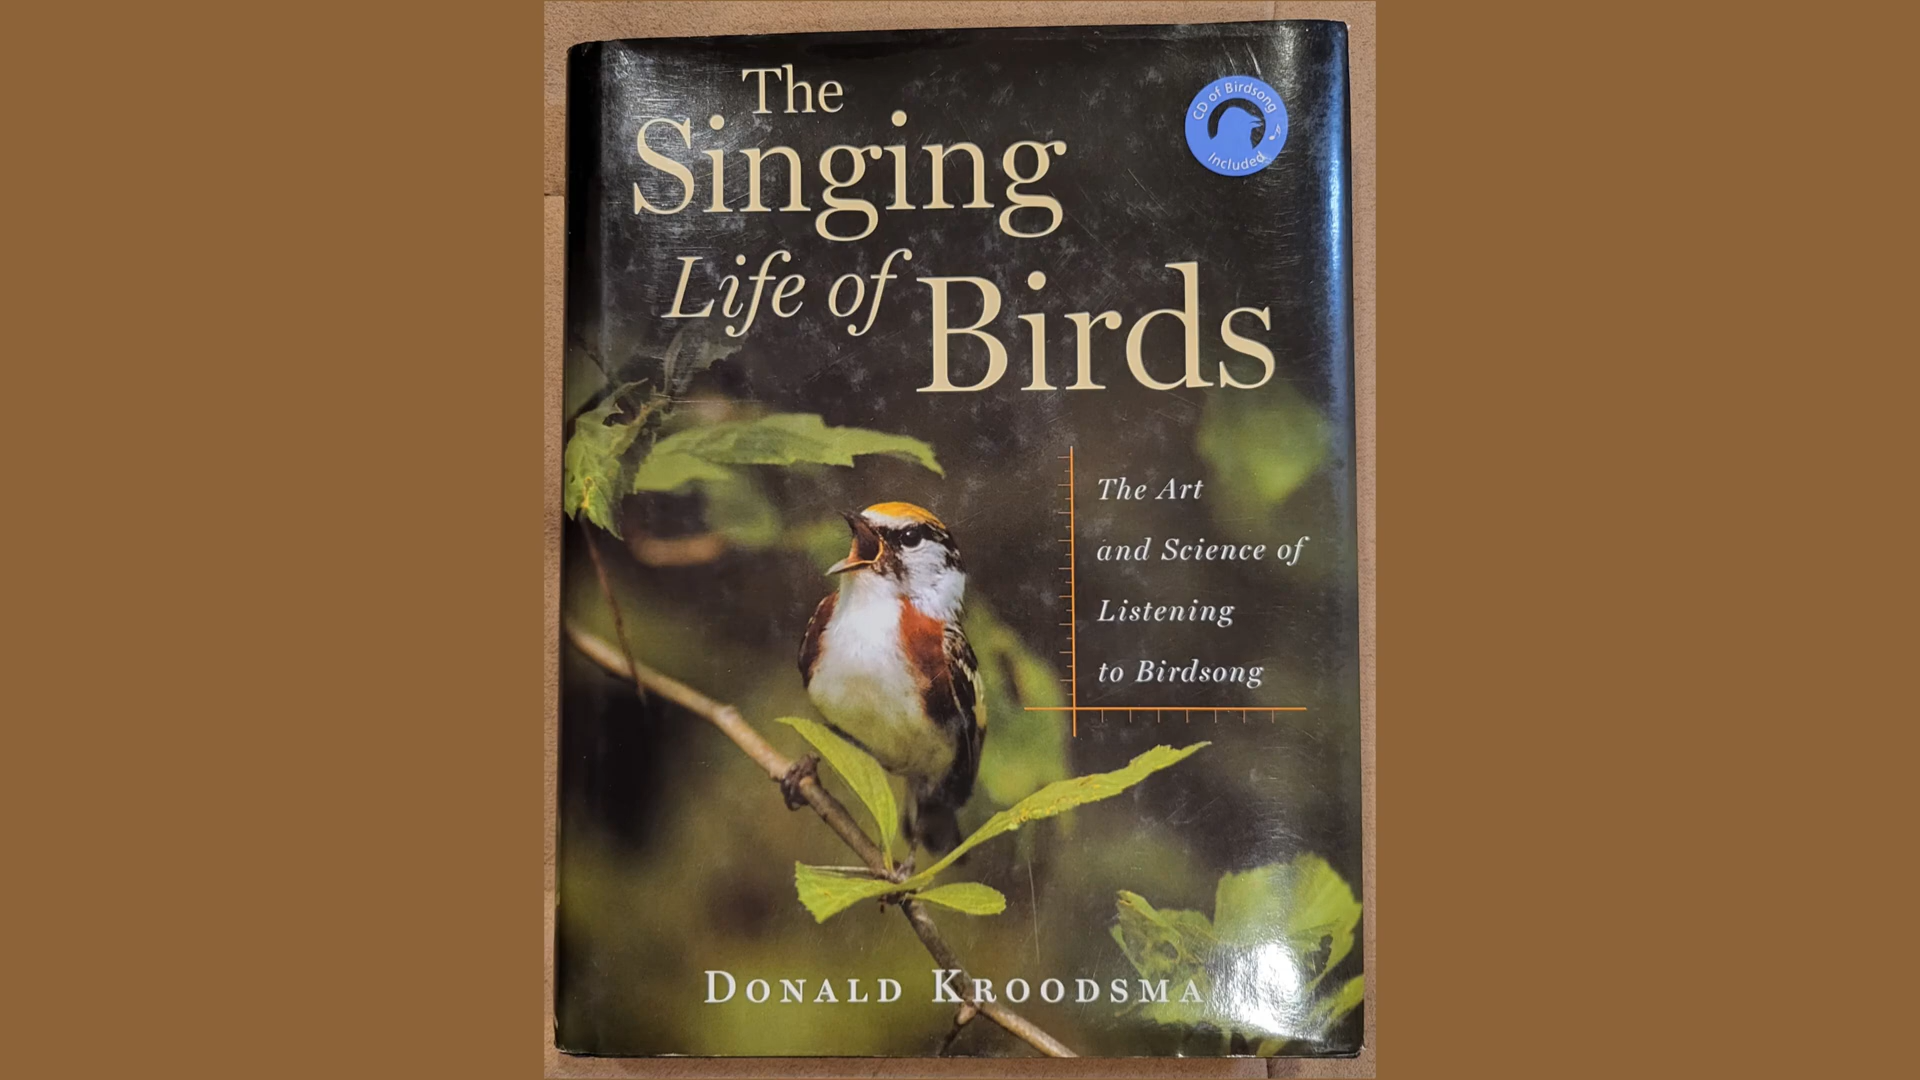 The
Singing
Life of
Birds
CD of Birdsong
Included
The Art
and Science of
Listening
to Birdsong
DONALD KROODSMA